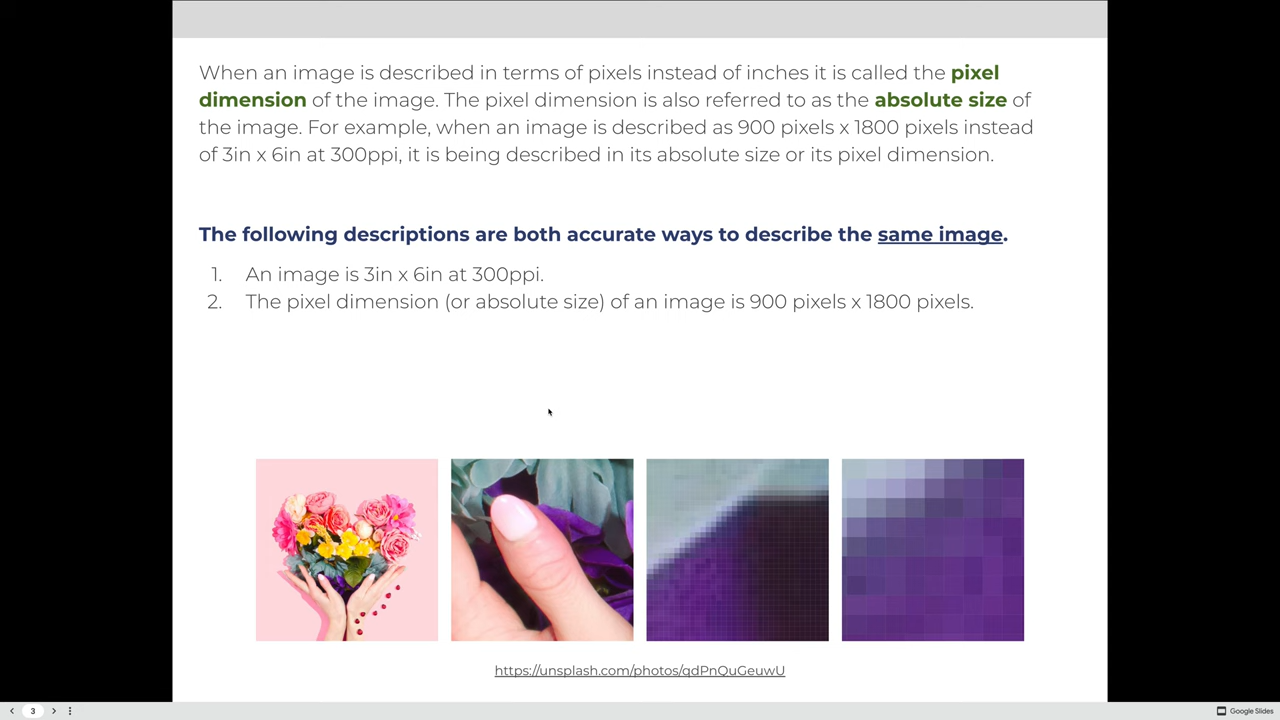 When an image is described in terms of pixels instead of inches it is called the pixel
dimension of the image. The pixel dimension is also referred to as the absolute size of
the image. For example, when an image is described as 900 pixels x 1800 pixels instead
of 3in x 6in at 300ppi, it is being described in its absolute size or its pixel dimension.
The following descriptions are both accurate ways to describe the same image.
1. An image is 3in x 6in at 300ppi.
2. The pixel dimension (or absolute size) of an image is 900 pixels x 1800 pixels.
https://unsplash.com/photos/qdPnQuGeuwU
3
Google Slides